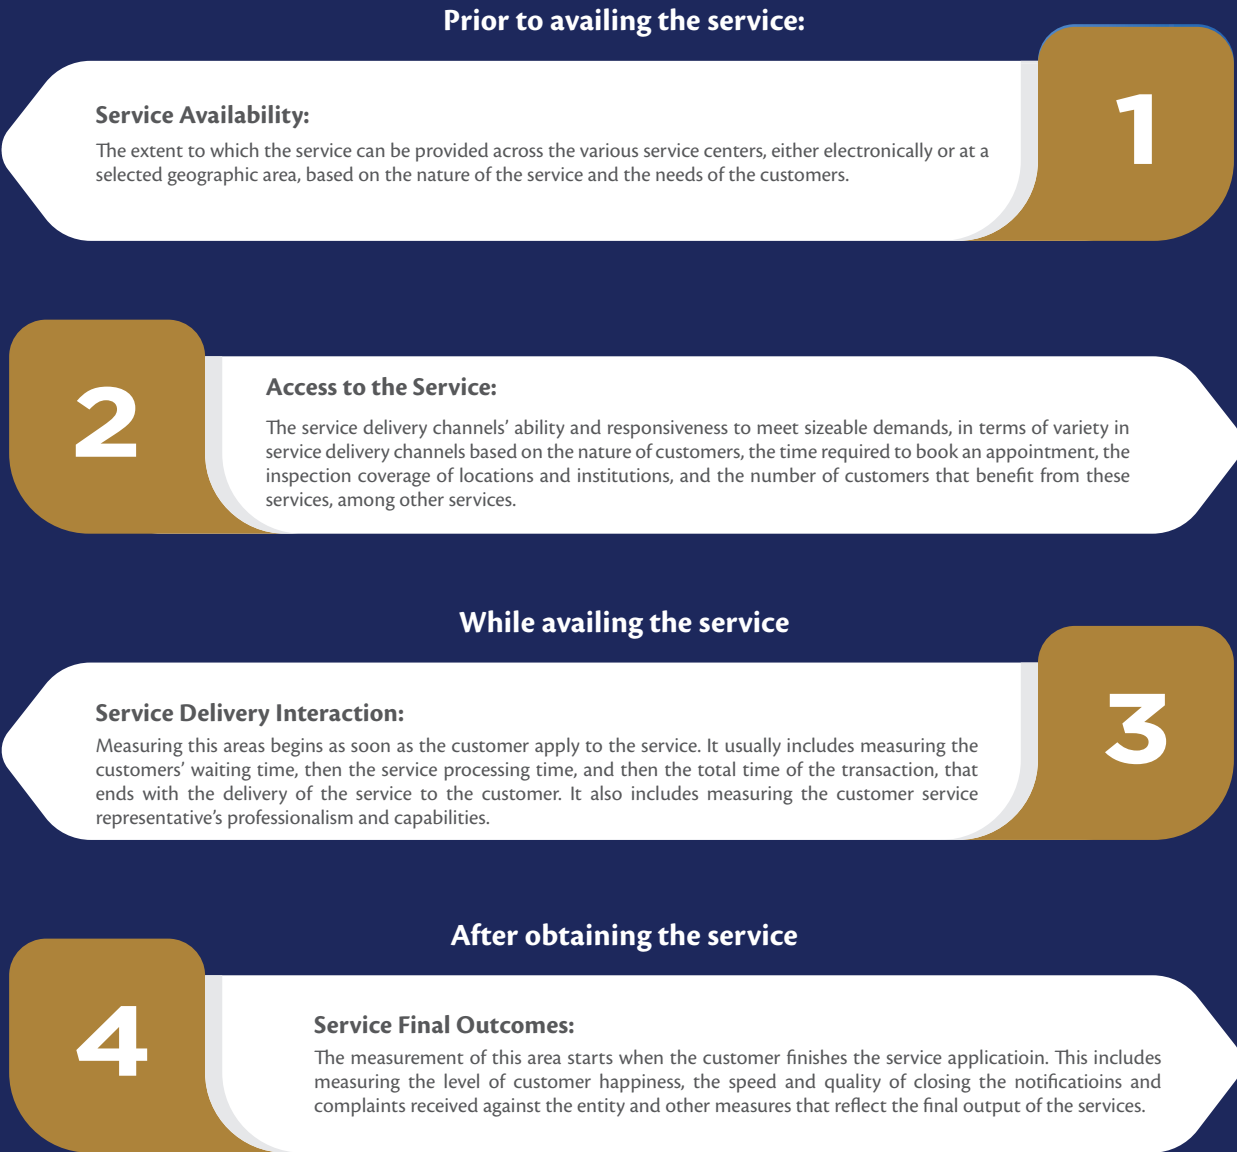 Prior to availing the service:
1
Service Availability:
The extent to which the service can be provided across the various service centers, either electronically or at a
selected geographic area, based on the nature of the service and the needs of the customers.
2
Access to the Service:
The service delivery channels’ ability and responsiveness to meet sizeable demands, in terms of variety in
service delivery channels based on the nature of customers, the time required to book an appointment, the
inspection coverage of locations and institutions, and the number of customers that benefit from these
services, among other services.
While availing the service
3
Service Delivery Interaction:
Measuring this areas begins as soon as the customer apply to the service. It usually includes measuring the
customers’ waiting time, then the service processing time, and then the total time of the transaction, that
ends with the delivery of the service to the customer. It also includes measuring the customer service
representative’s professionalism and capabilities.
After obtaining the service
4
Service Final Outcomes:
The measurement of this area starts when the customer finishes the service applicatioin. This includes
measuring the level of customer happiness, the speed and quality of closing the notificatioins and
complaints received against the entity and other measures that reflect the final output of the services.